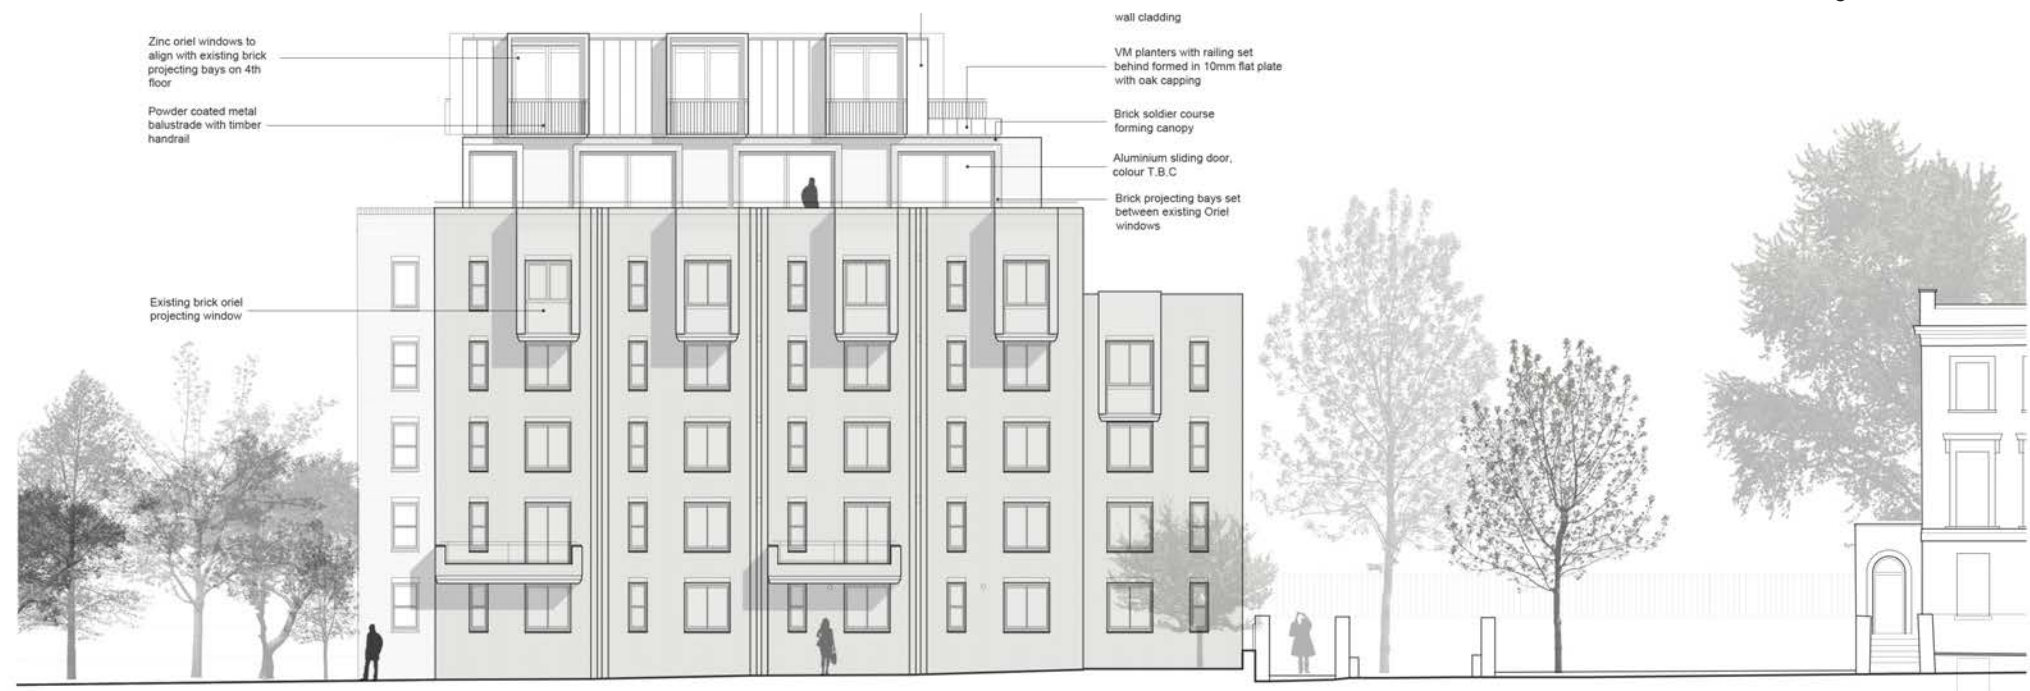 Zinc oriel windows to
align with existing brick
projecting bays on 4th
floor
Powder coated metal
balustrade with timber
handrail
Existing brick oriel
projecting window
wall cladding
VM planters with railing set
behind formed in 10mm flat plate
with oak capping
Brick soldier course
forming canopy
Aluminium sliding door,
colour T.B.C
Brick projecting bays set
between existing Oriel
windows